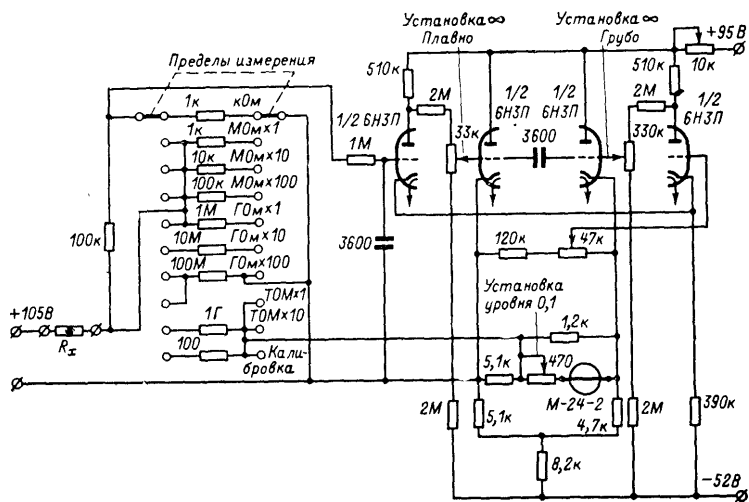 Установка ∞
Плавно
Установка ∞
Грубо
+95В
10к
Пределы измерения
510к
2М
1/2
6Н3П
1/2
6Н3П
2М
510к
1/2
6Н3П
1к
кОм
1/2 6Н3П
1к
МОм×1
33к
3600
330к
1М
10к
МОм×10
100к
МОм×100
1М
ГОм×1
100к
10М
ГОм×10
3600
120к
47к
100М
ГОм×100
Установка
уровня 0,1
ТОМ×1
+105В
1Г
ТОМ×10
1,2к
Rx
100
Кали-
бровка
5,1к
470
М-24-2
2М
5,1к
4,7к
2М
390к
8,2к
-52В